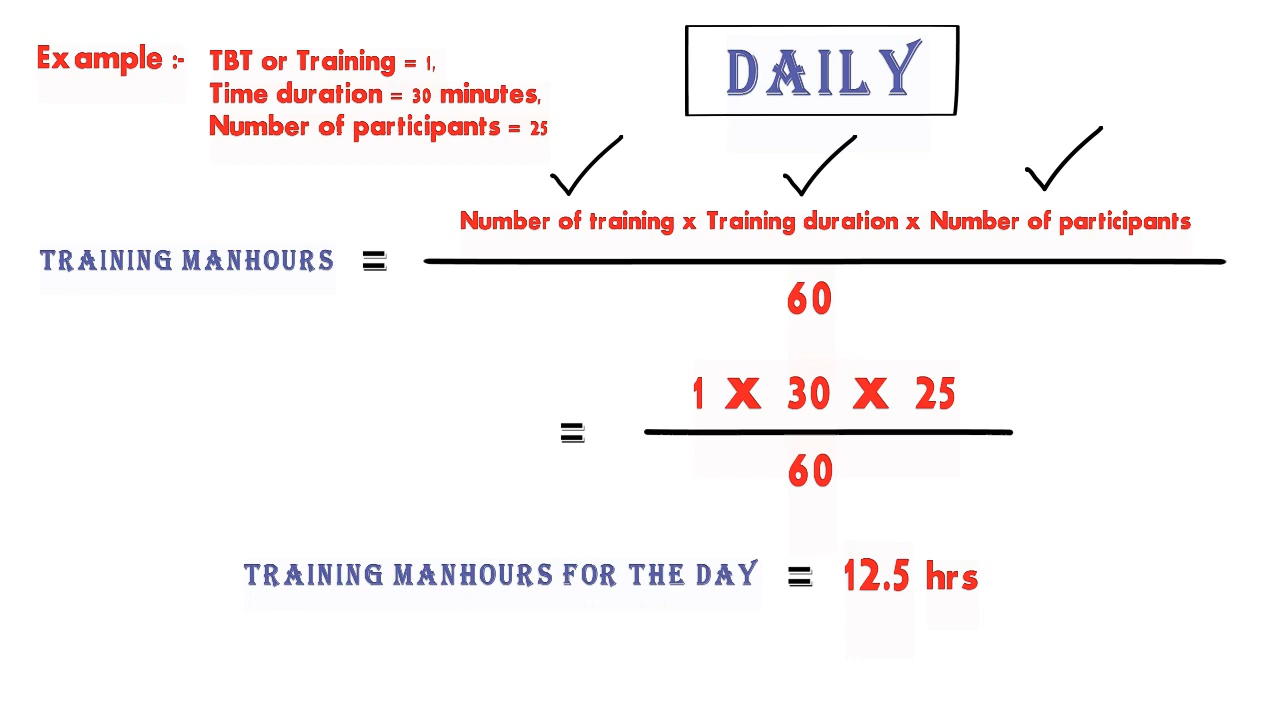 Example :- TBT or Training = 1,
Time duration = 30 minutes,
Number of participants = 25
DAILY
Number of training x Training duration x Number of participants
TRAINING MANHOURS =
60
1 X 30 X 25
=
60
TRAINING MANHOURS FOR THE DAY = 12.5 hrs